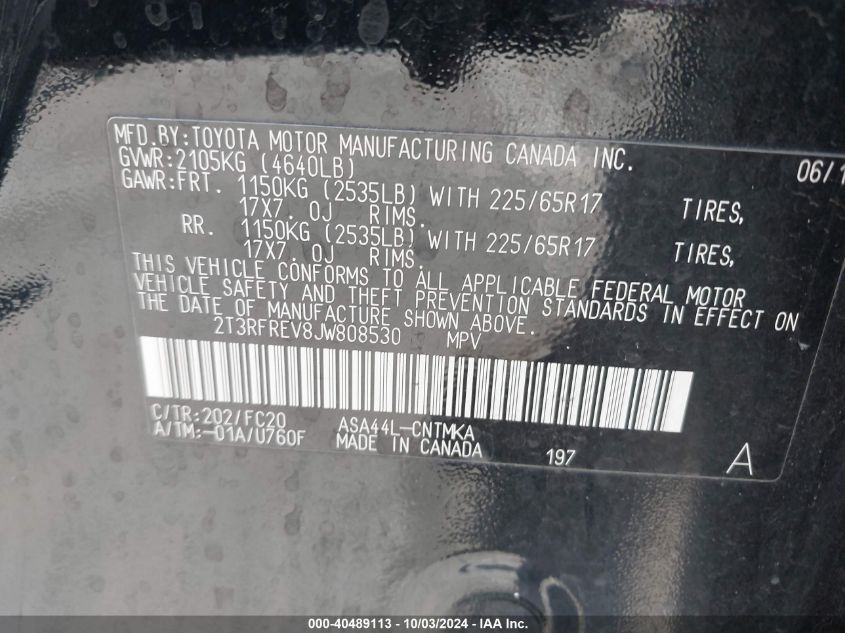 MFD.BY:TOYOTA MOTOR MANUFACTURING CANADA INC. 06/1
GVWR:2105KG (4640LB)
GAWR:FRT. 1150KG (2535LB) WITH 225/65R17 TIRES,
17X7. 0J RIMS.
RR. 1150KG (2535LB) WITH 225/65R17 TIRES,
17X7. 0J RIMS.
THIS VEHICLE CONFORMS TO ALL APPLICABLE FEDERAL MOTOR
VEHICLE SAFETY AND THEFT PREVENTION STANDARDS IN EFFECT ON
THE DATE OF MANUFACTURE SHOWN ABOVE.
2T3RFREV8JW808530 MPV
C/TR:202/FC20 ASA44L-CNTMKA
A/TM:-01A/U760F MADE IN CANADA 197 A
000-40489113 - 10/03/2024 - IAA Inc.